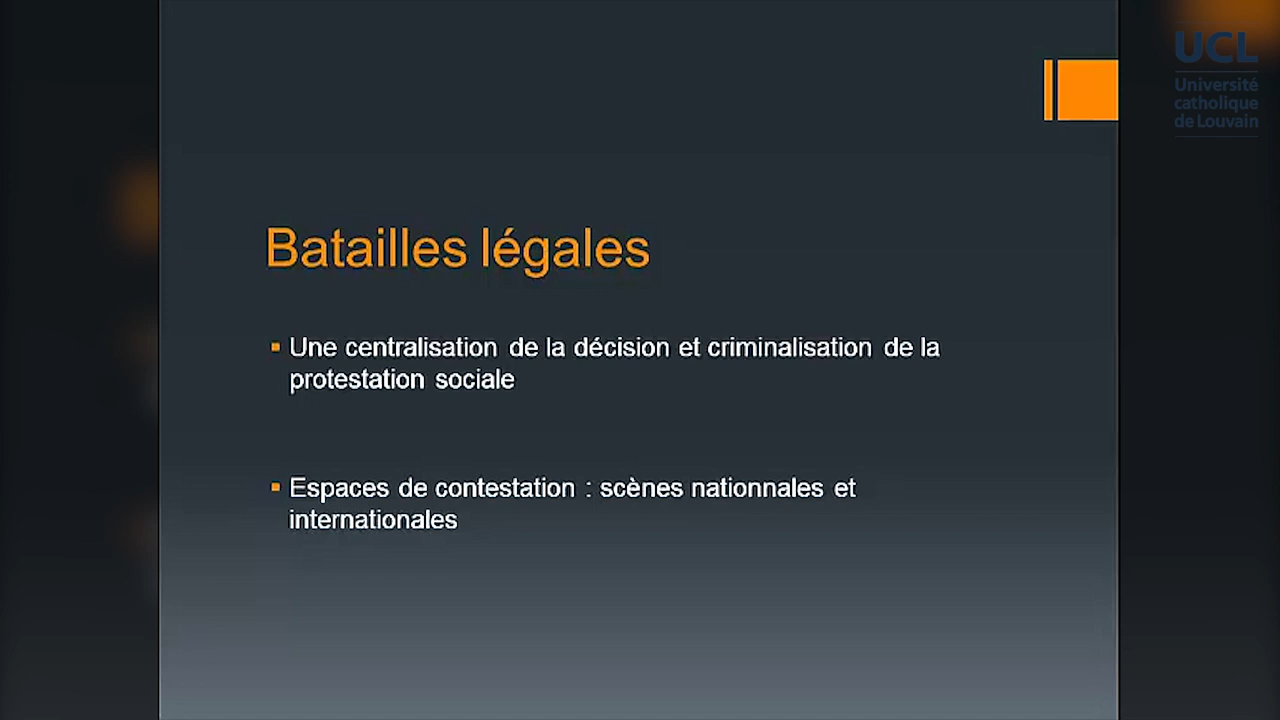 UCL
Université
catholique
de Louvain
Batailles légales
Une centralisation de la décision et criminalisation de la
protestation sociale
Espaces de contestation : scènes nationnales et
internationales